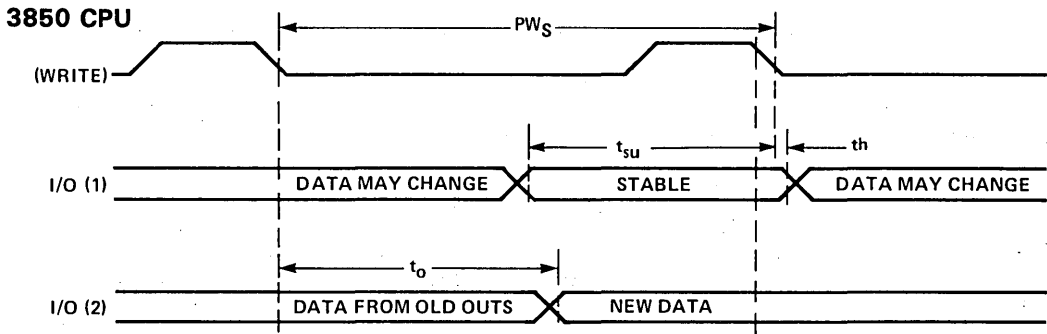 3850 CPU
PWS
(WRITE)
tsu
th
I/O (1)
DATA MAY CHANGE
STABLE
DATA MAY CHANGE
to
I/O (2)
DATA FROM OLD OUTS
NEW DATA